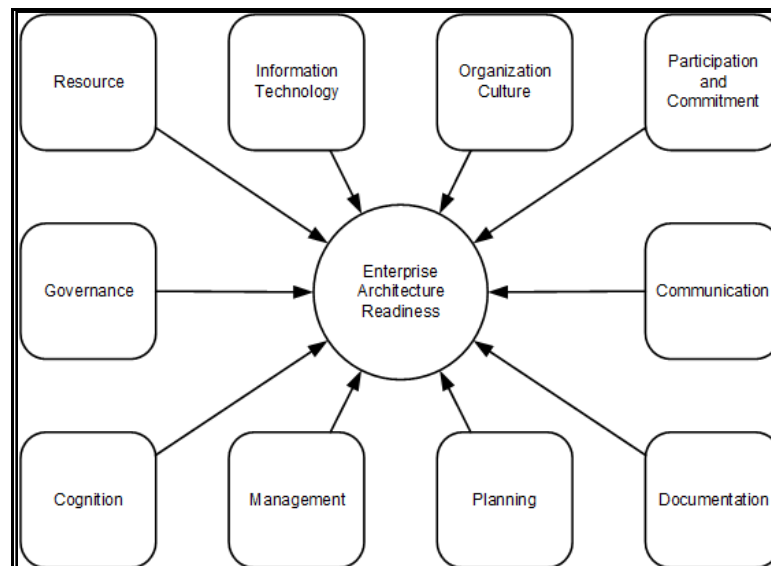 Resource
Information
Technology
Organization
Culture
Participation
and
Commitment
Governance
Enterprise
Architecture
Readiness
Communication
Cognition
Management
Planning
Documentation